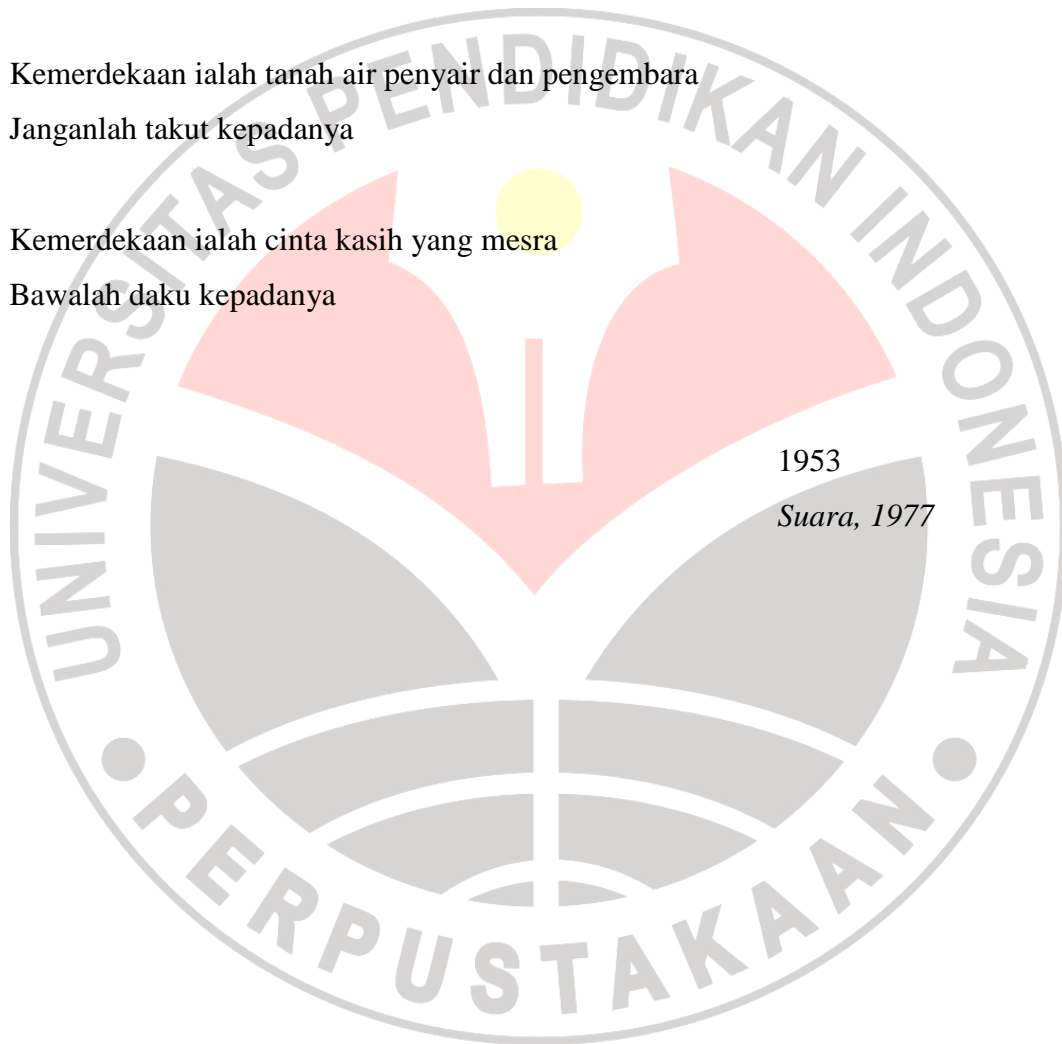 Kemerdekaan ialah tanah air penyair dan pengembara
Janganlah takut kepadanya
Kemerdekaan ialah cinta kasih yang mesra
Bawalah daku kepadanya
1953
Suara, 1977
UNIVERSITAS PENDIDIKAN INDONESIA
PERPUSTAKAAN